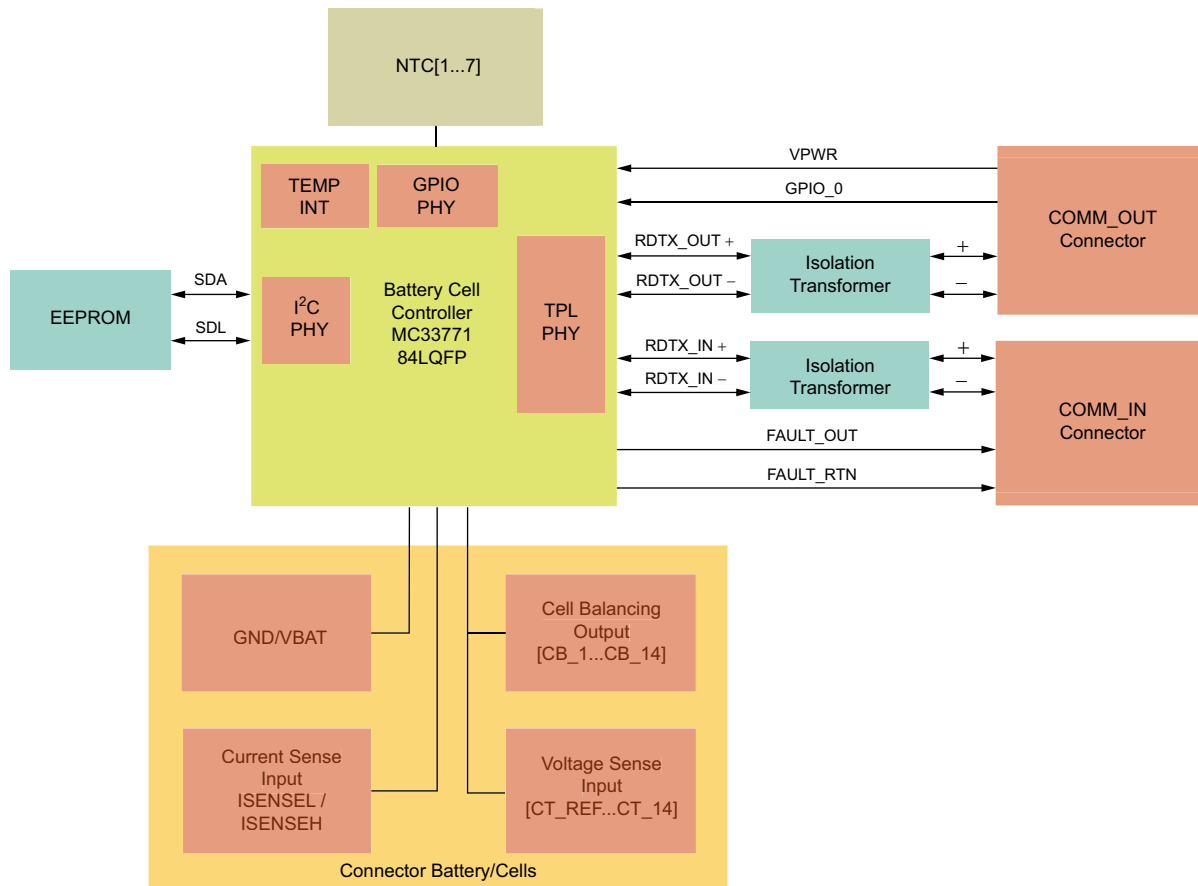 NTC[1...7]
TEMP
INT
GPIO
PHY
VPWR
GPIO_0
COMM_OUT
Connector
RDTX_OUT +
RDTX_OUT −
Isolation
Transformer
+
−
EEPROM
SDA
SDL
I²C
PHY
Battery Cell
Controller
MC33771
84LQFP
TPL
PHY
RDTX_IN +
RDTX_IN −
Isolation
Transformer
+
−
COMM_IN
Connector
FAULT_OUT
FAULT_RTN
GND/VBAT
Cell Balancing
Output
[CB_1...CB_14]
Current Sense
Input
ISENSEL /
ISENSEH
Voltage Sense
Input
[CT_REF...CT_14]
Connector Battery/Cells